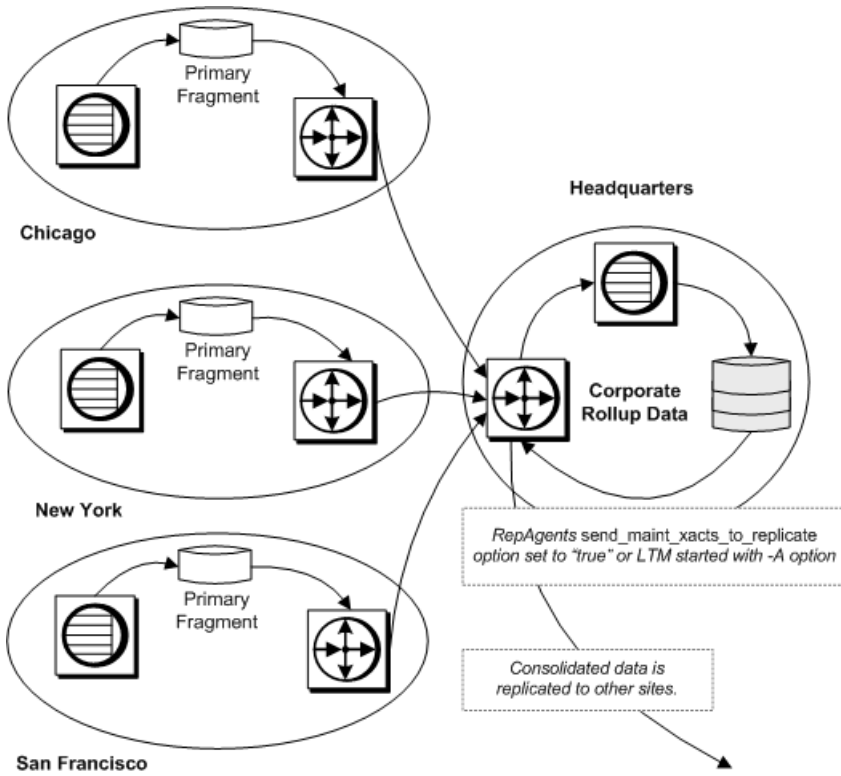 Primary
Fragment
Chicago
Headquarters
Primary
Fragment
Corporate
Rollup Data
New York
RepAgents send_maint_xacts_to_replicate
option set to “true” or LTM started with -A option
Primary
Fragment
Consolidated data is
replicated to other sites.
San Francisco